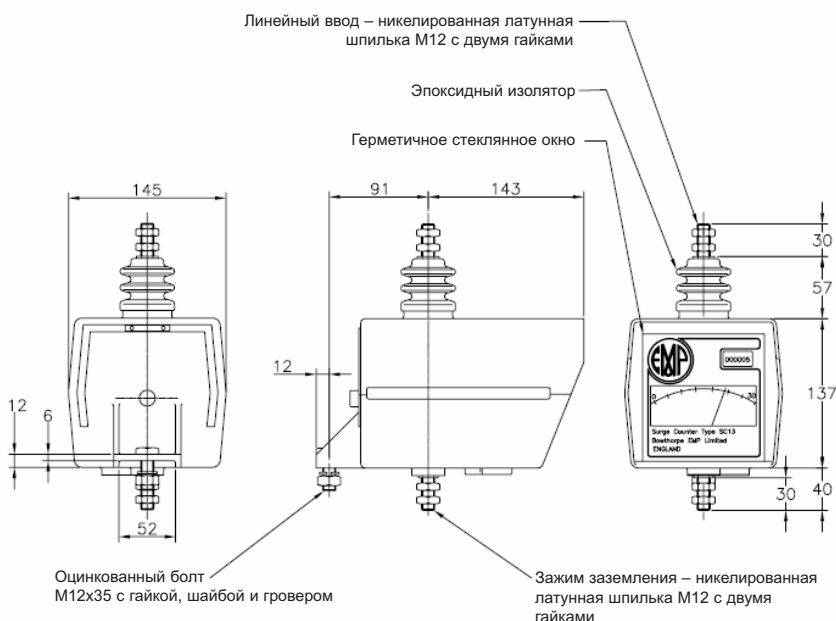 Линейный ввод – никелированная латунная
шпилька М12 с двумя гайками
Эпоксидный изолятор
Герметичное стеклянное окно
145
91
143
30
57
12
EMP
000005
0
30
137
12
6
Surge Counter Type SC13
Bowthorpe EMP Limited
ENGLAND
52
30
40
Оцинкованный болт
М12х35 с гайкой, шайбой и гровером
Зажим заземления – никелированная
латунная шпилька М12 с двумя
гайками